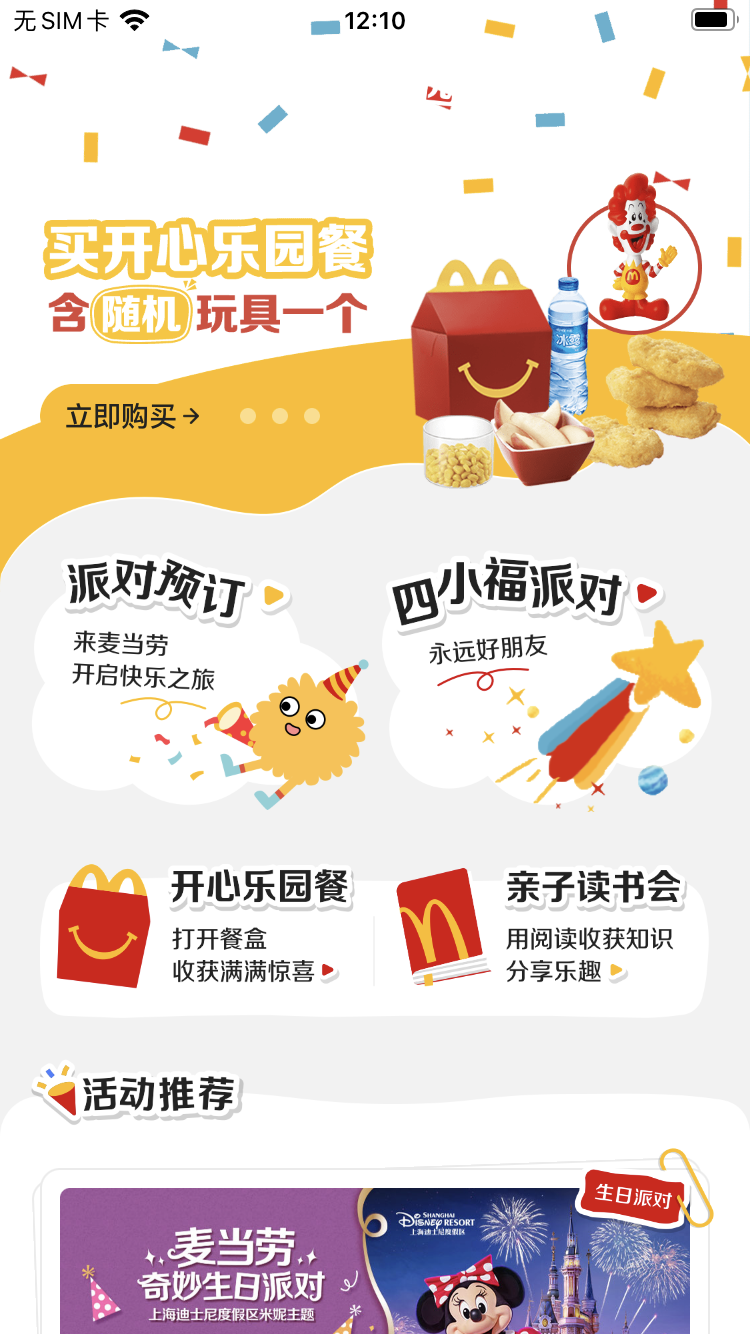 无SIM卡
12:10
买开心乐园餐
含随机玩具一个
冰露
立即购买→
派对预订
来麦当劳
开启快乐之旅
四小福派对
永远好朋友
开心乐园餐
打开餐盒
收获满满惊喜
亲子读书会
用阅读收获知识
分享乐趣
活动推荐
生日派对
麦当劳
奇妙生日派对
上海迪士尼度假区米妮主题
SHANGHAI
DISNEY RESORT
上海迪士尼度假区